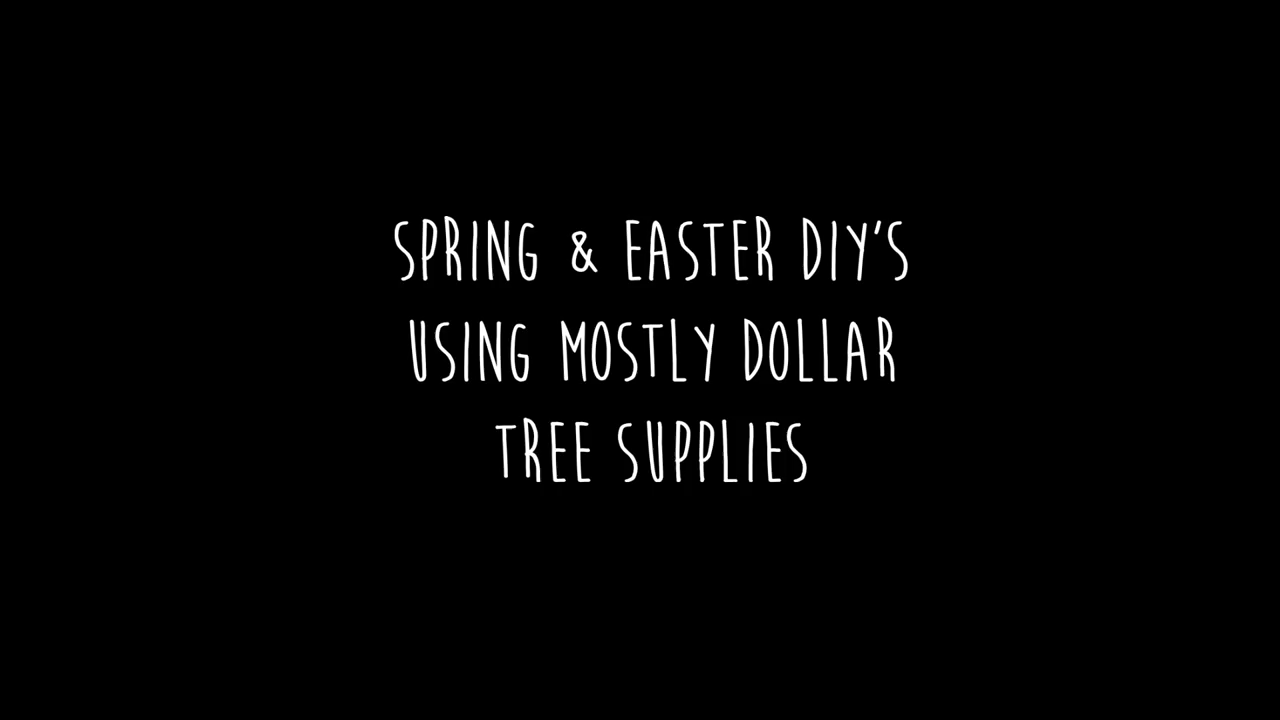 SPRING & EASTER DIY'S
USING MOSTLY DOLLAR
TREE SUPPLIES